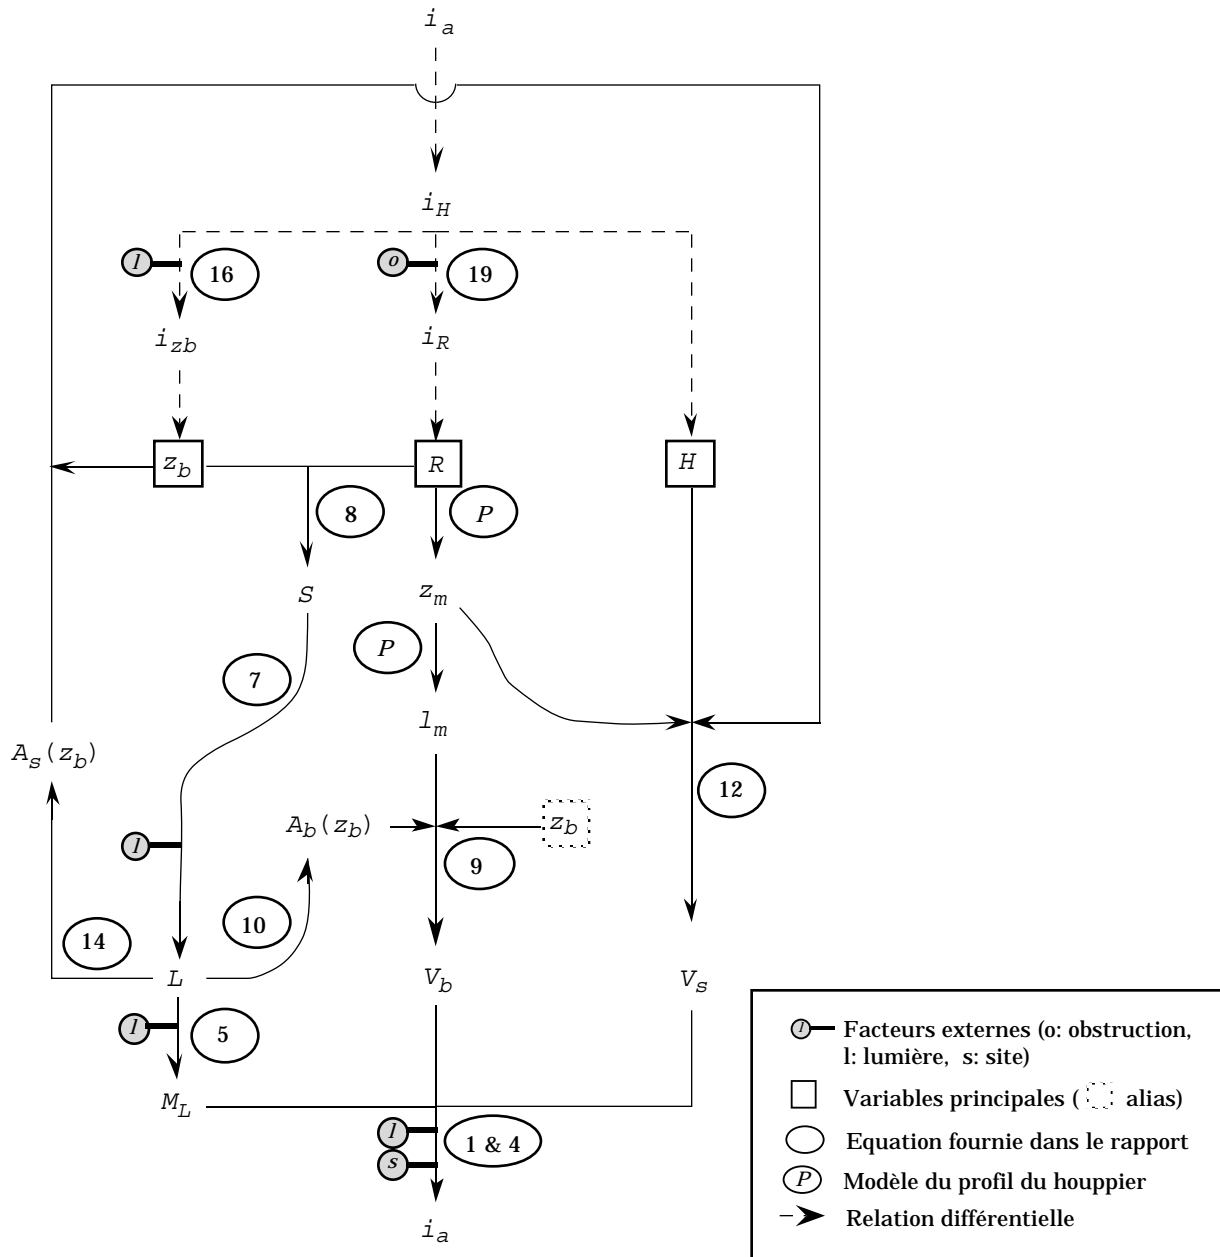 i_a
i_H
l 16 o 19
i_zb i_R
z_b R H
8 P
S z_m
P
7
l_m
A_s(z_b)
12
A_b(z_b) z_b
l
9
10
14
L V_b V_s
l 5
M_L
l 1 & 4
s
i_a
l Facteurs externes (o: obstruction,
l: lumière, s: site)
Variables principales ( alias)
Equation fournie dans le rapport
P Modèle du profil du houppier
Relation différentielle